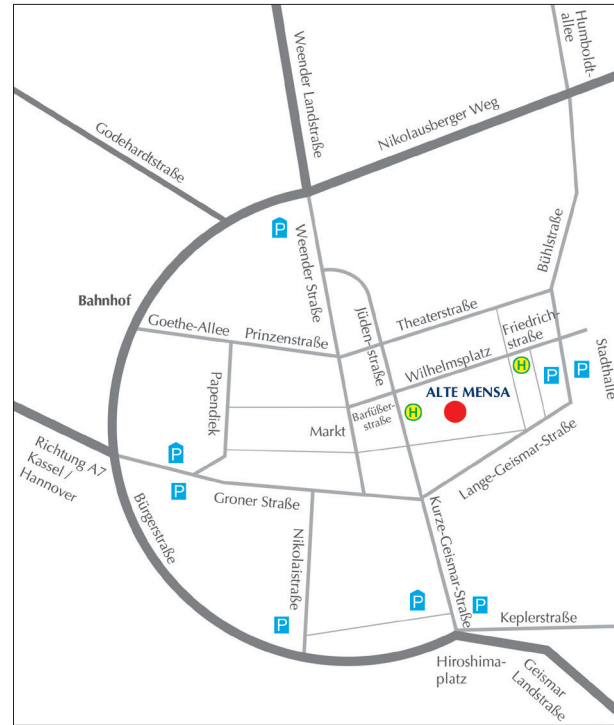 Humboldt-
allee
Weender Landstraße
Nikolausberger Weg
Godehardtstraße
P
Weender Straße
Bühlstraße
Bahnhof
Goethe-Allee
Prinzenstraße
Jüden-straße
Theaterstraße
Friedrich-
straße
Stadthalle
Wilhelmsplatz
H
P
P
Papendiek
ALTE MENSA
Barfüßer-
straße
H
Markt
Richtung A7
Kassel /
Hannover
P
P
Lange-Geismar-Straße
Groner Straße
Bürgerstraße
Nikolaistraße
Kurze-Geismar-Straße
P
P
P
Keplerstraße
Hiroshima-
platz
Geismar
Landstraße